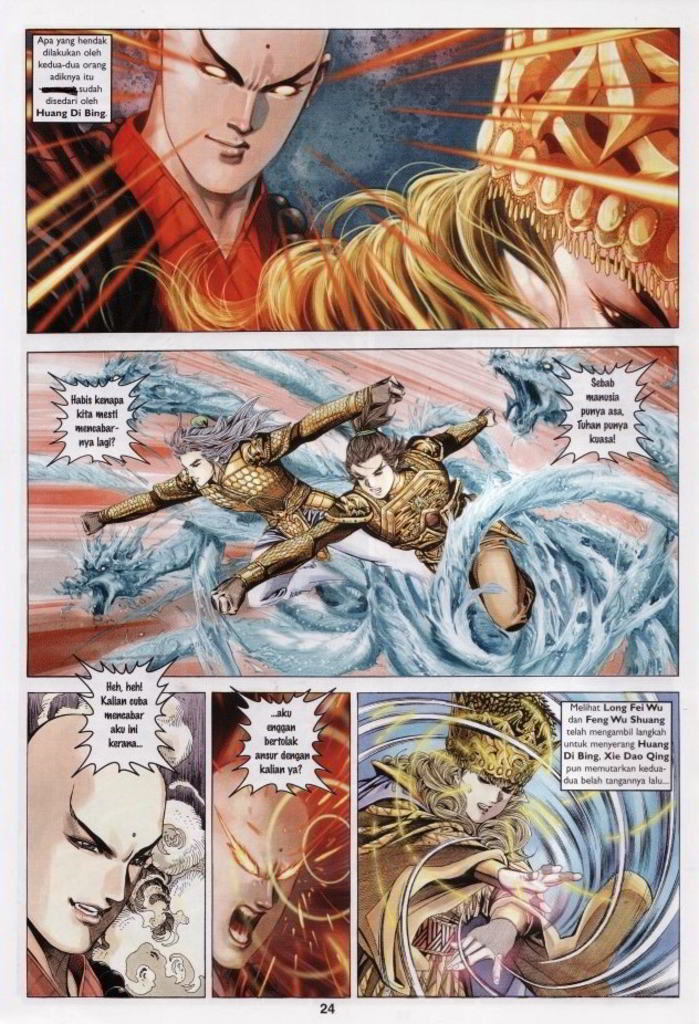 Apa yang hendak
dilakukan oleh
kedua-dua orang
adiknya itu
sudah
disedari oleh
Huang Di Bing.
Habis kenapa
kita mesti
mencabar-
nya lagi?
Sebab
manusia
punya asa,
Tuhan punya
kuasa!
Heh, heh!
Kalian cuba
mencabar
aku ini
kerana...
...aku
enggan
bertolak
ansur dengan
kalian ya?
Melihat Long Fei Wu
dan Feng Wu Shuang
telah mengambil langkah
untuk menyerang Huang
Di Bing, Xie Dao Qing
pun memutarkan kedua-
dua belah tangannya lalu...
24